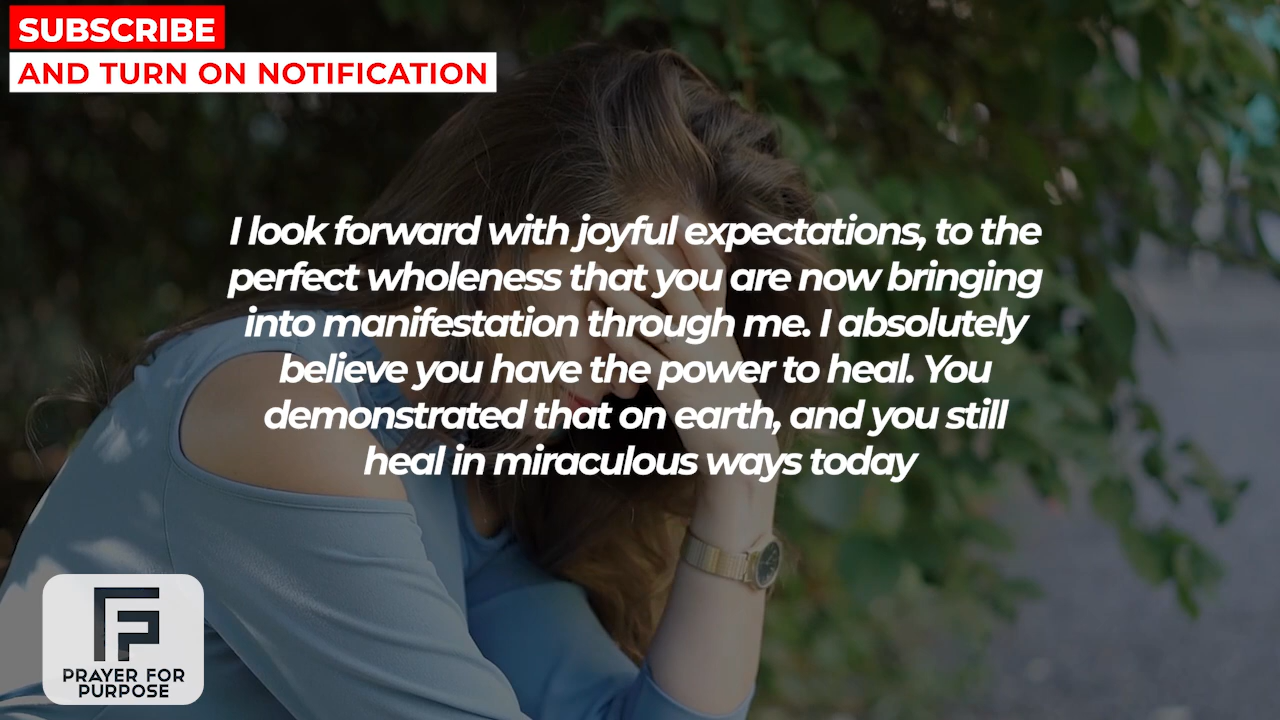 SUBSCRIBE
AND TURN ON NOTIFICATION
I look forward with joyful expectations, to the
perfect wholeness that you are now bringing
into manifestation through me. I absolutely
believe you have the power to heal. You
demonstrated that on earth, and you still
heal in miraculous ways today
PRAYER FOR
PURPOSE